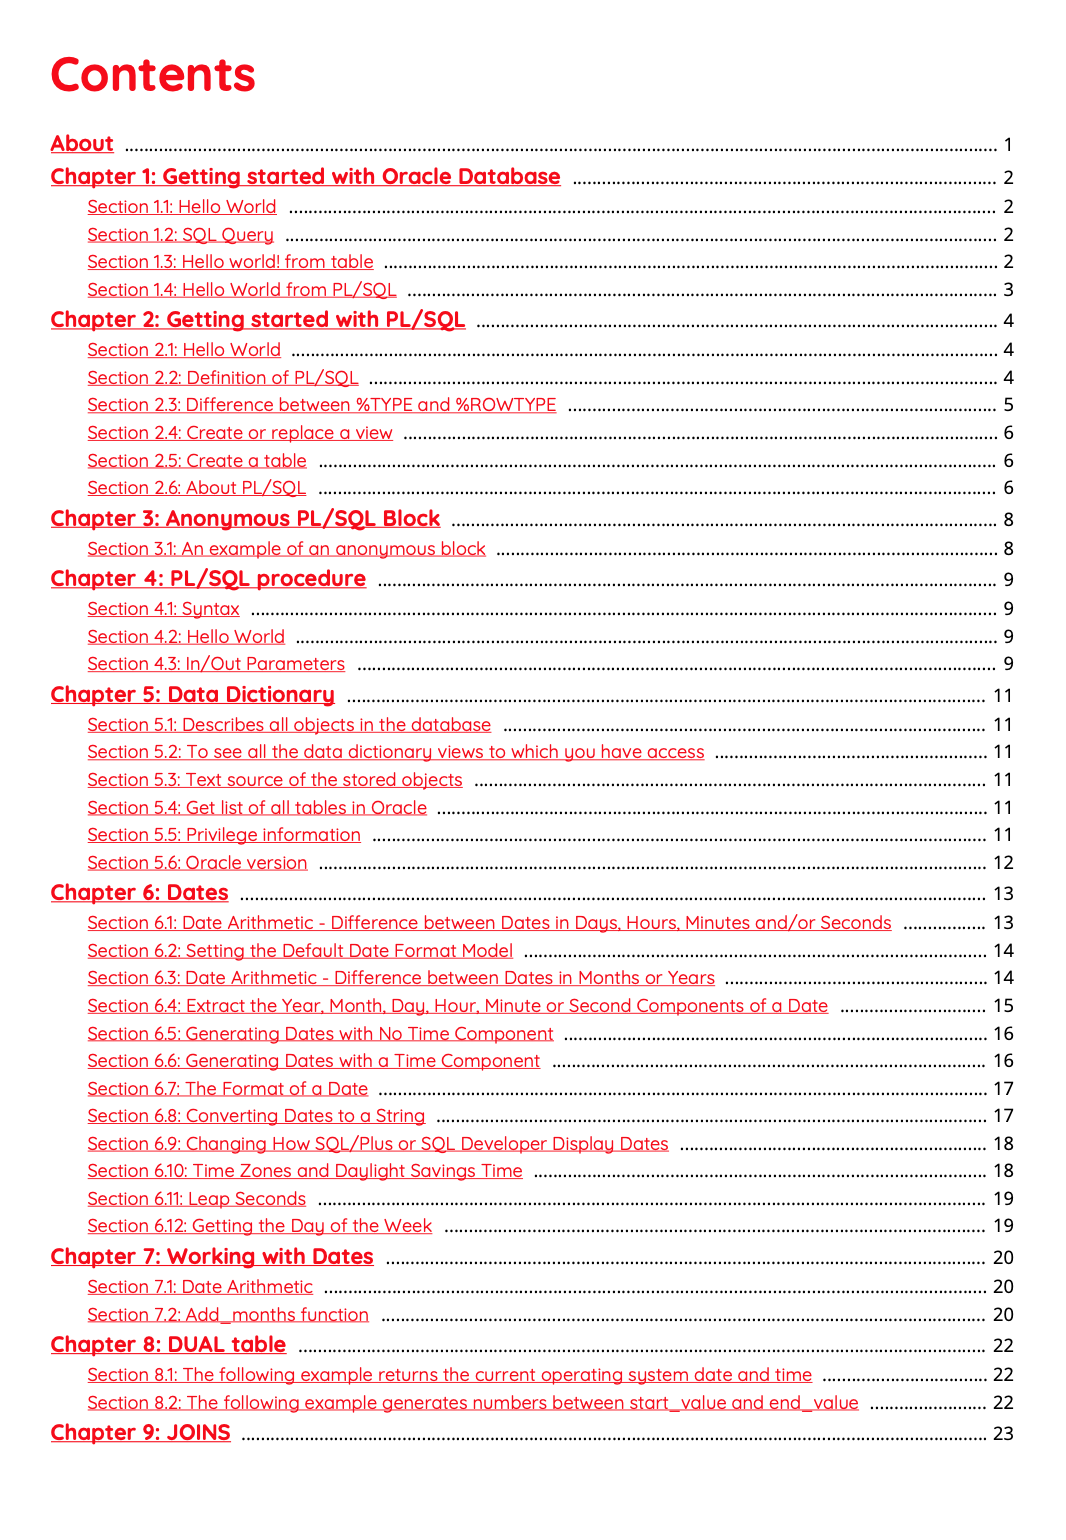 Contents
About ........................................................................ 1
Chapter 1: Getting started with Oracle Database ........................................................................ 2
Section 1.1: Hello World ........................................................................ 2
Section 1.2: SQL Query ........................................................................ 2
Section 1.3: Hello world! from table ........................................................................ 2
Section 1.4: Hello World from PL/SQL ........................................................................ 3
Chapter 2: Getting started with PL/SQL ........................................................................ 4
Section 2.1: Hello World ........................................................................ 4
Section 2.2: Definition of PL/SQL ........................................................................ 4
Section 2.3: Difference between %TYPE and %ROWTYPE ........................................................................ 5
Section 2.4: Create or replace a view ........................................................................ 6
Section 2.5: Create a table ........................................................................ 6
Section 2.6: About PL/SQL ........................................................................ 6
Chapter 3: Anonymous PL/SQL Block ........................................................................ 8
Section 3.1: An example of an anonymous block ........................................................................ 8
Chapter 4: PL/SQL procedure ........................................................................ 9
Section 4.1: Syntax ........................................................................ 9
Section 4.2: Hello World ........................................................................ 9
Section 4.3: In/Out Parameters ........................................................................ 9
Chapter 5: Data Dictionary ........................................................................ 11
Section 5.1: Describes all objects in the database ........................................................................ 11
Section 5.2: To see all the data dictionary views to which you have access ................................................ 11
Section 5.3: Text source of the stored objects ........................................................................ 11
Section 5.4: Get list of all tables in Oracle ........................................................................ 11
Section 5.5: Privilege information ........................................................................ 11
Section 5.6: Oracle version ........................................................................ 12
Chapter 6: Dates ........................................................................ 13
Section 6.1: Date Arithmetic - Difference between Dates in Days, Hours, Minutes and/or Seconds ................. 13
Section 6.2: Setting the Default Date Format Model ........................................................................ 14
Section 6.3: Date Arithmetic - Difference between Dates in Months or Years ................................................ 14
Section 6.4: Extract the Year, Month, Day, Hour, Minute or Second Components of a Date .............................. 15
Section 6.5: Generating Dates with No Time Component ........................................................................ 16
Section 6.6: Generating Dates with a Time Component ........................................................................ 16
Section 6.7: The Format of a Date ........................................................................ 17
Section 6.8: Converting Dates to a String ........................................................................ 17
Section 6.9: Changing How SQL/Plus or SQL Developer Display Dates ................................................ 18
Section 6.10: Time Zones and Daylight Savings Time ........................................................................ 18
Section 6.11: Leap Seconds ........................................................................ 19
Section 6.12: Getting the Day of the Week ........................................................................ 19
Chapter 7: Working with Dates ........................................................................ 20
Section 7.1: Date Arithmetic ........................................................................ 20
Section 7.2: Add_months function ........................................................................ 20
Chapter 8: DUAL table ........................................................................ 22
Section 8.1: The following example returns the current operating system date and time .................................. 22
Section 8.2: The following example generates numbers between start_value and end_value ........................ 22
Chapter 9: JOINS ........................................................................ 23